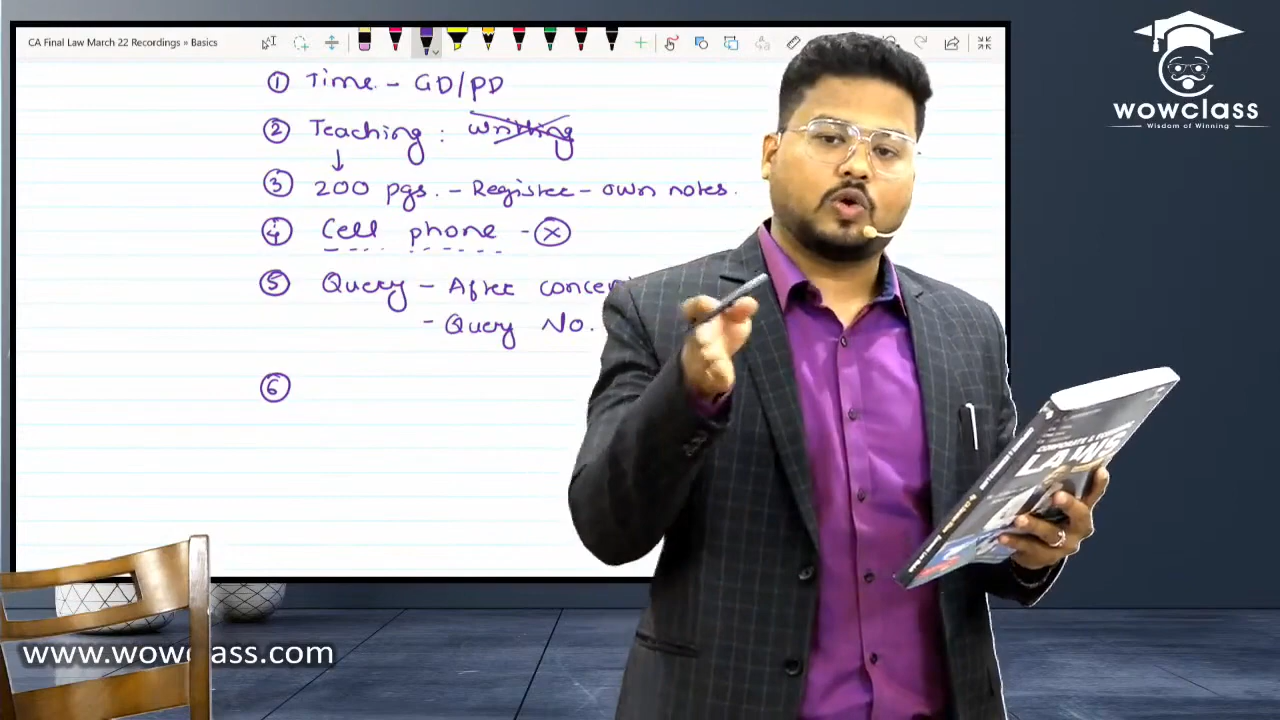 CA Final Law March 22 Recordings » Basics
① Time - GD/PD
② Teaching : writing
↓
③ 200 pgs. - Register - own notes.
④ Cell phone - ⓧ
⑤ Query - After
- Query No.
⑥
wowclass
Wisdom of Winning
LAWS
www.wowclass.com